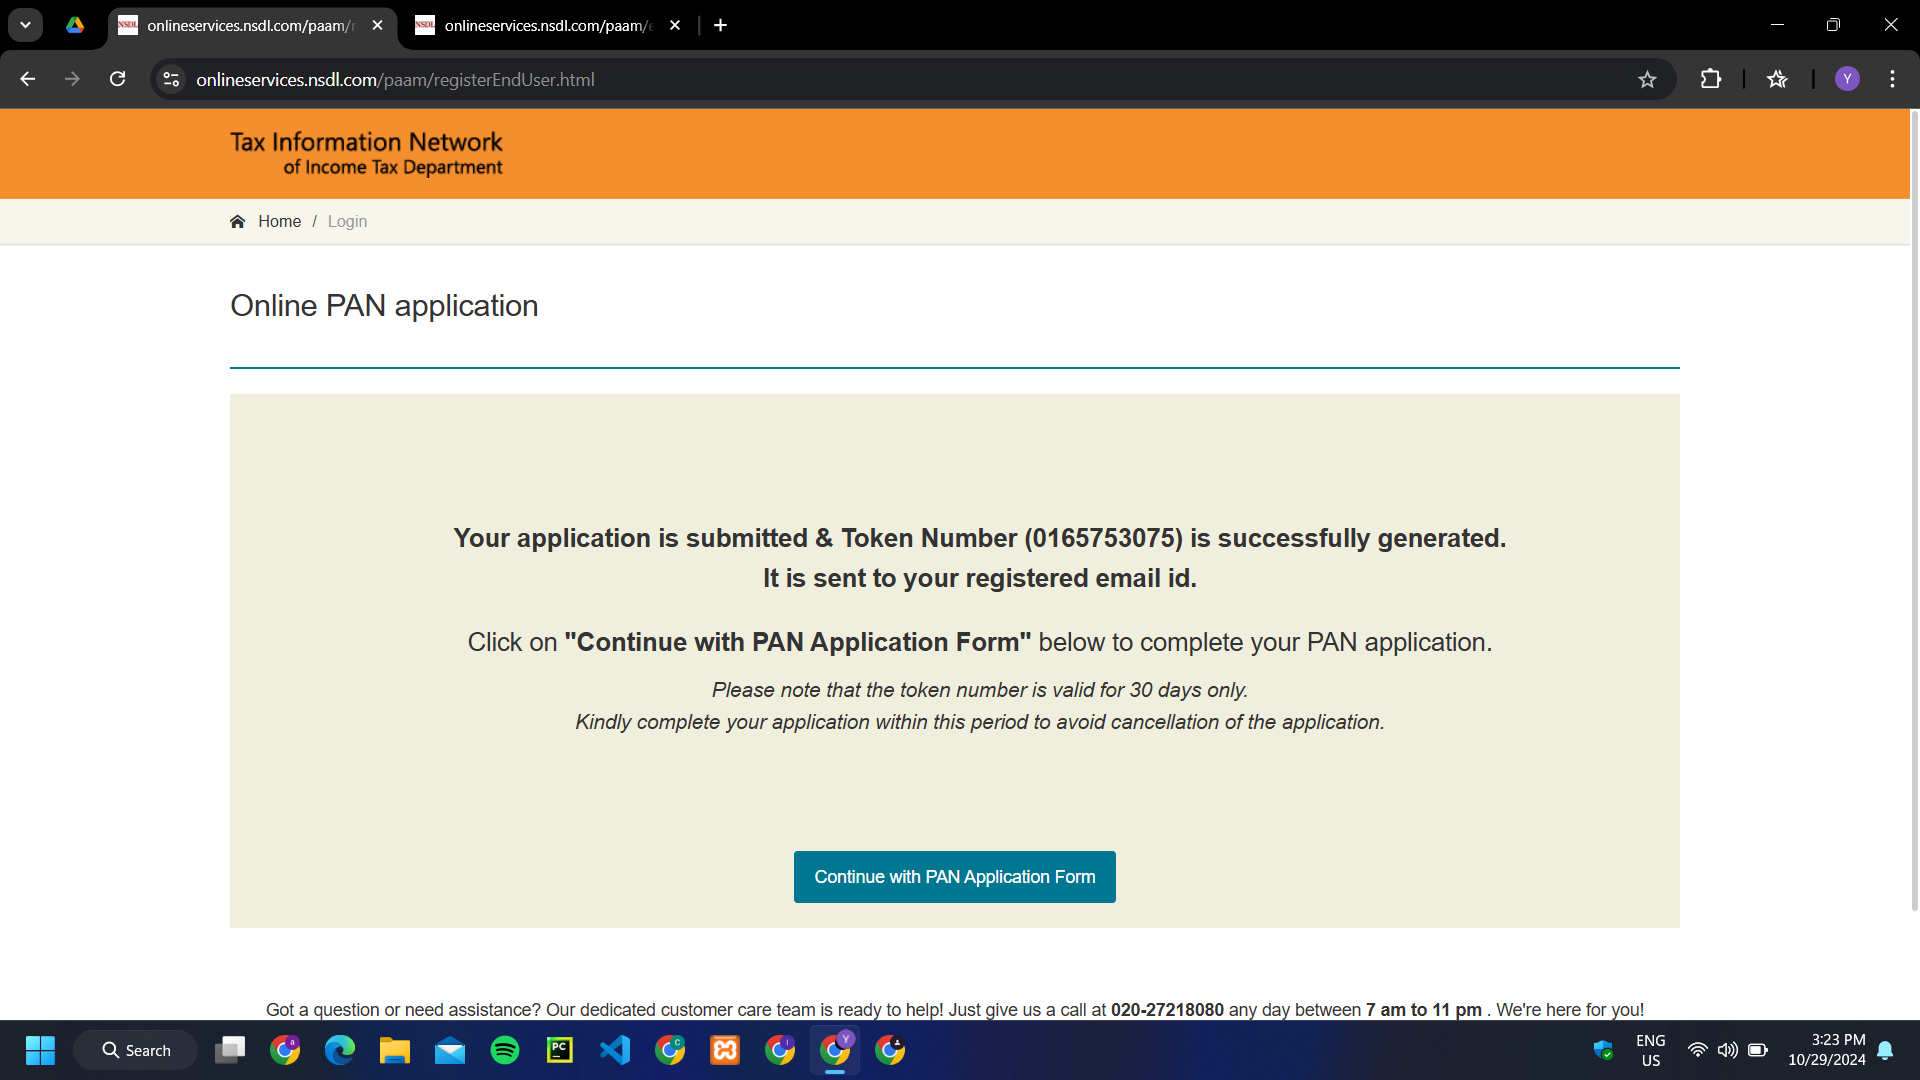 onlineservices.nsdl.com/paam/
onlineservices.nsdl.com/paam/
onlineservices.nsdl.com/paam/registerEndUser.html
Y
Tax Information Network
of Income Tax Department
Home / Login
Online PAN application
Your application is submitted & Token Number (0165753075) is successfully generated.
It is sent to your registered email id.
Click on "Continue with PAN Application Form" below to complete your PAN application.
Please note that the token number is valid for 30 days only.
Kindly complete your application within this period to avoid cancellation of the application.
Continue with PAN Application Form
Got a question or need assistance? Our dedicated customer care team is ready to help! Just give us a call at 020-27218080 any day between 7 am to 11 pm . We're here for you!
Search
ENG
US
3:23 PM
10/29/2024